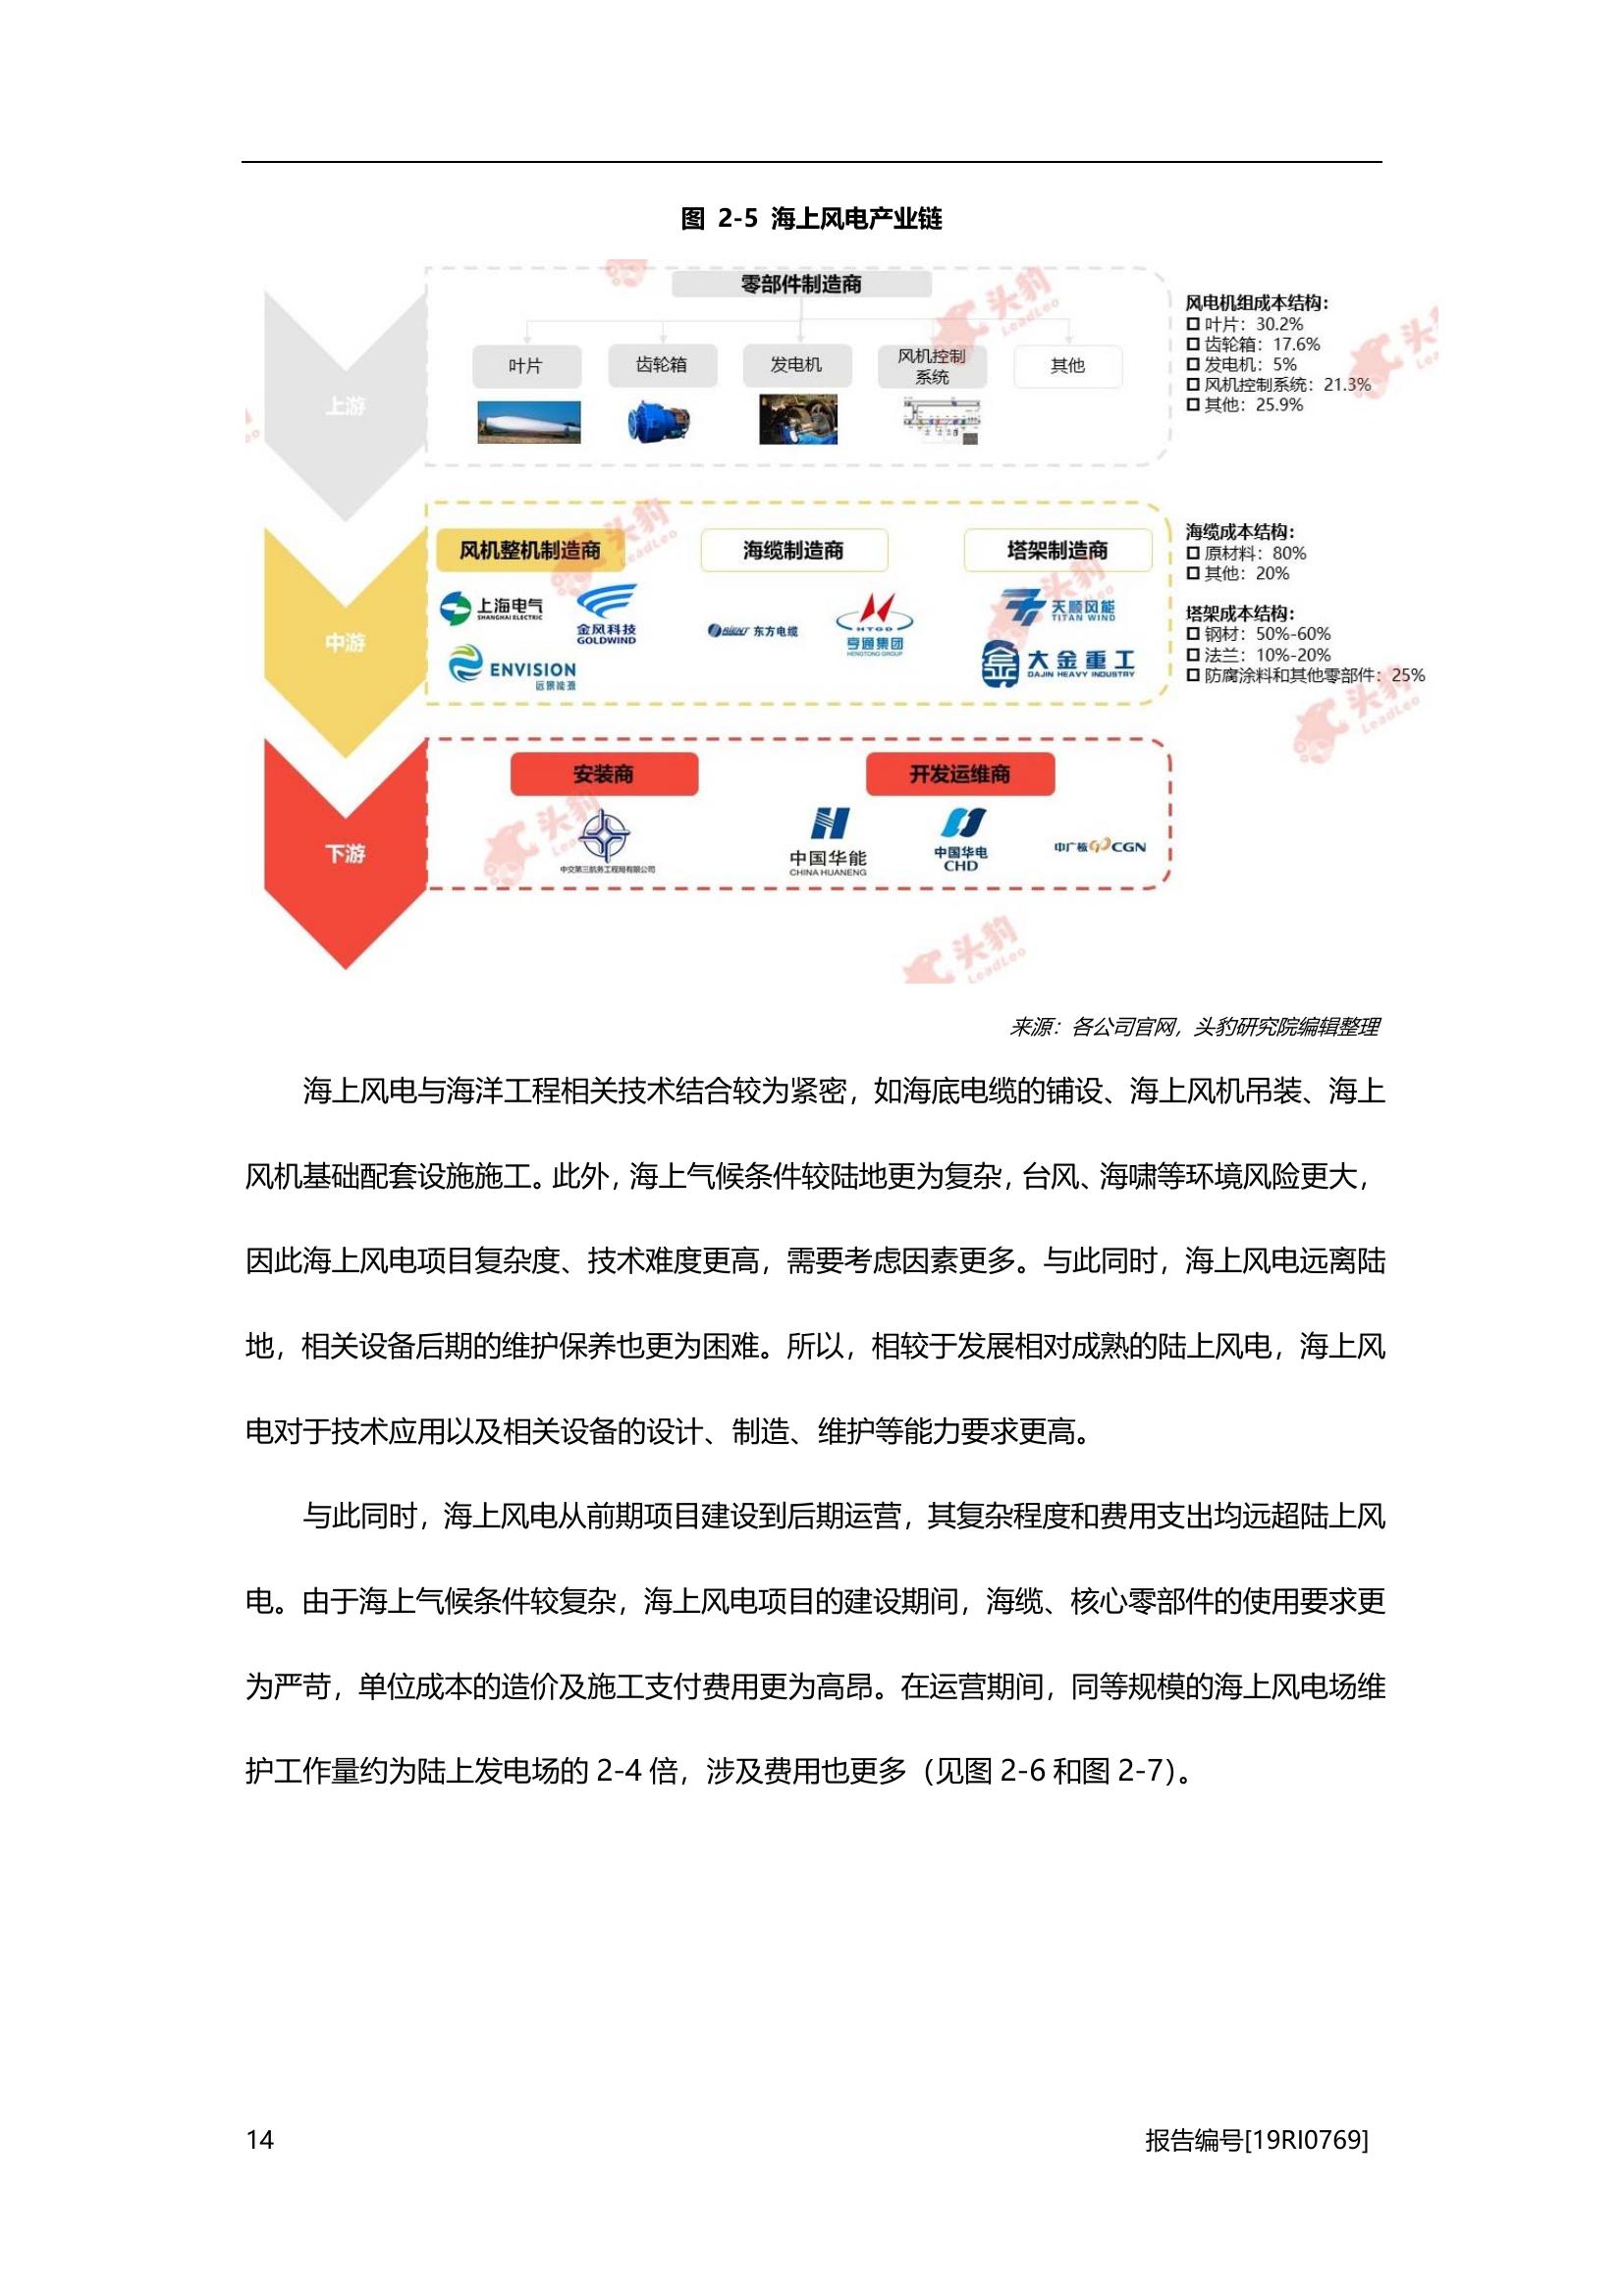 图 2-5 海上风电产业链
零部件制造商
叶片
齿轮箱
发电机
风机控制
系统
其他
上游
风电机组成本结构：
叶片：30.2%
齿轮箱：17.6%
发电机：5%
风机控制系统：21.3%
其他：25.9%
风机整机制造商
海缆制造商
塔架制造商
上海电气
SHANGHAI ELECTRIC
金风科技
GOLDWIND
ENVISION
远景能源
东方电缆
HTGD
亨通集团
HENGTONG GROUP
天顺风能
TITAN WIND
大金重工
DAJIN HEAVY INDUSTRY
中游
海缆成本结构：
原材料：80%
其他：20%
塔架成本结构：
钢材：50%-60%
法兰：10%-20%
防腐涂料和其他零部件：25%
安装商
开发运维商
中交第三航务工程局有限公司
中国华能
CHINA HUANENG
中国华电
CHD
中广核 CGN
下游
头豹
LeadLeo
来源：各公司官网，头豹研究院编辑整理
海上风电与海洋工程相关技术结合较为紧密，如海底电缆的铺设、海上风机吊装、海上
风机基础配套设施施工。此外，海上气候条件较陆地更为复杂，台风、海啸等环境风险更大，
因此海上风电项目复杂度、技术难度更高，需要考虑因素更多。与此同时，海上风电远离陆
地，相关设备后期的维护保养也更为困难。所以，相较于发展相对成熟的陆上风电，海上风
电对于技术应用以及相关设备的设计、制造、维护等能力要求更高。
与此同时，海上风电从前期项目建设到后期运营，其复杂程度和费用支出均远超陆上风
电。由于海上气候条件较复杂，海上风电项目的建设期间，海缆、核心零部件的使用要求更
为严苛，单位成本的造价及施工支付费用更为高昂。在运营期间，同等规模的海上风电场维
护工作量约为陆上发电场的 2-4 倍，涉及费用也更多（见图 2-6 和图 2-7）。
14
报告编号[19RI0769]